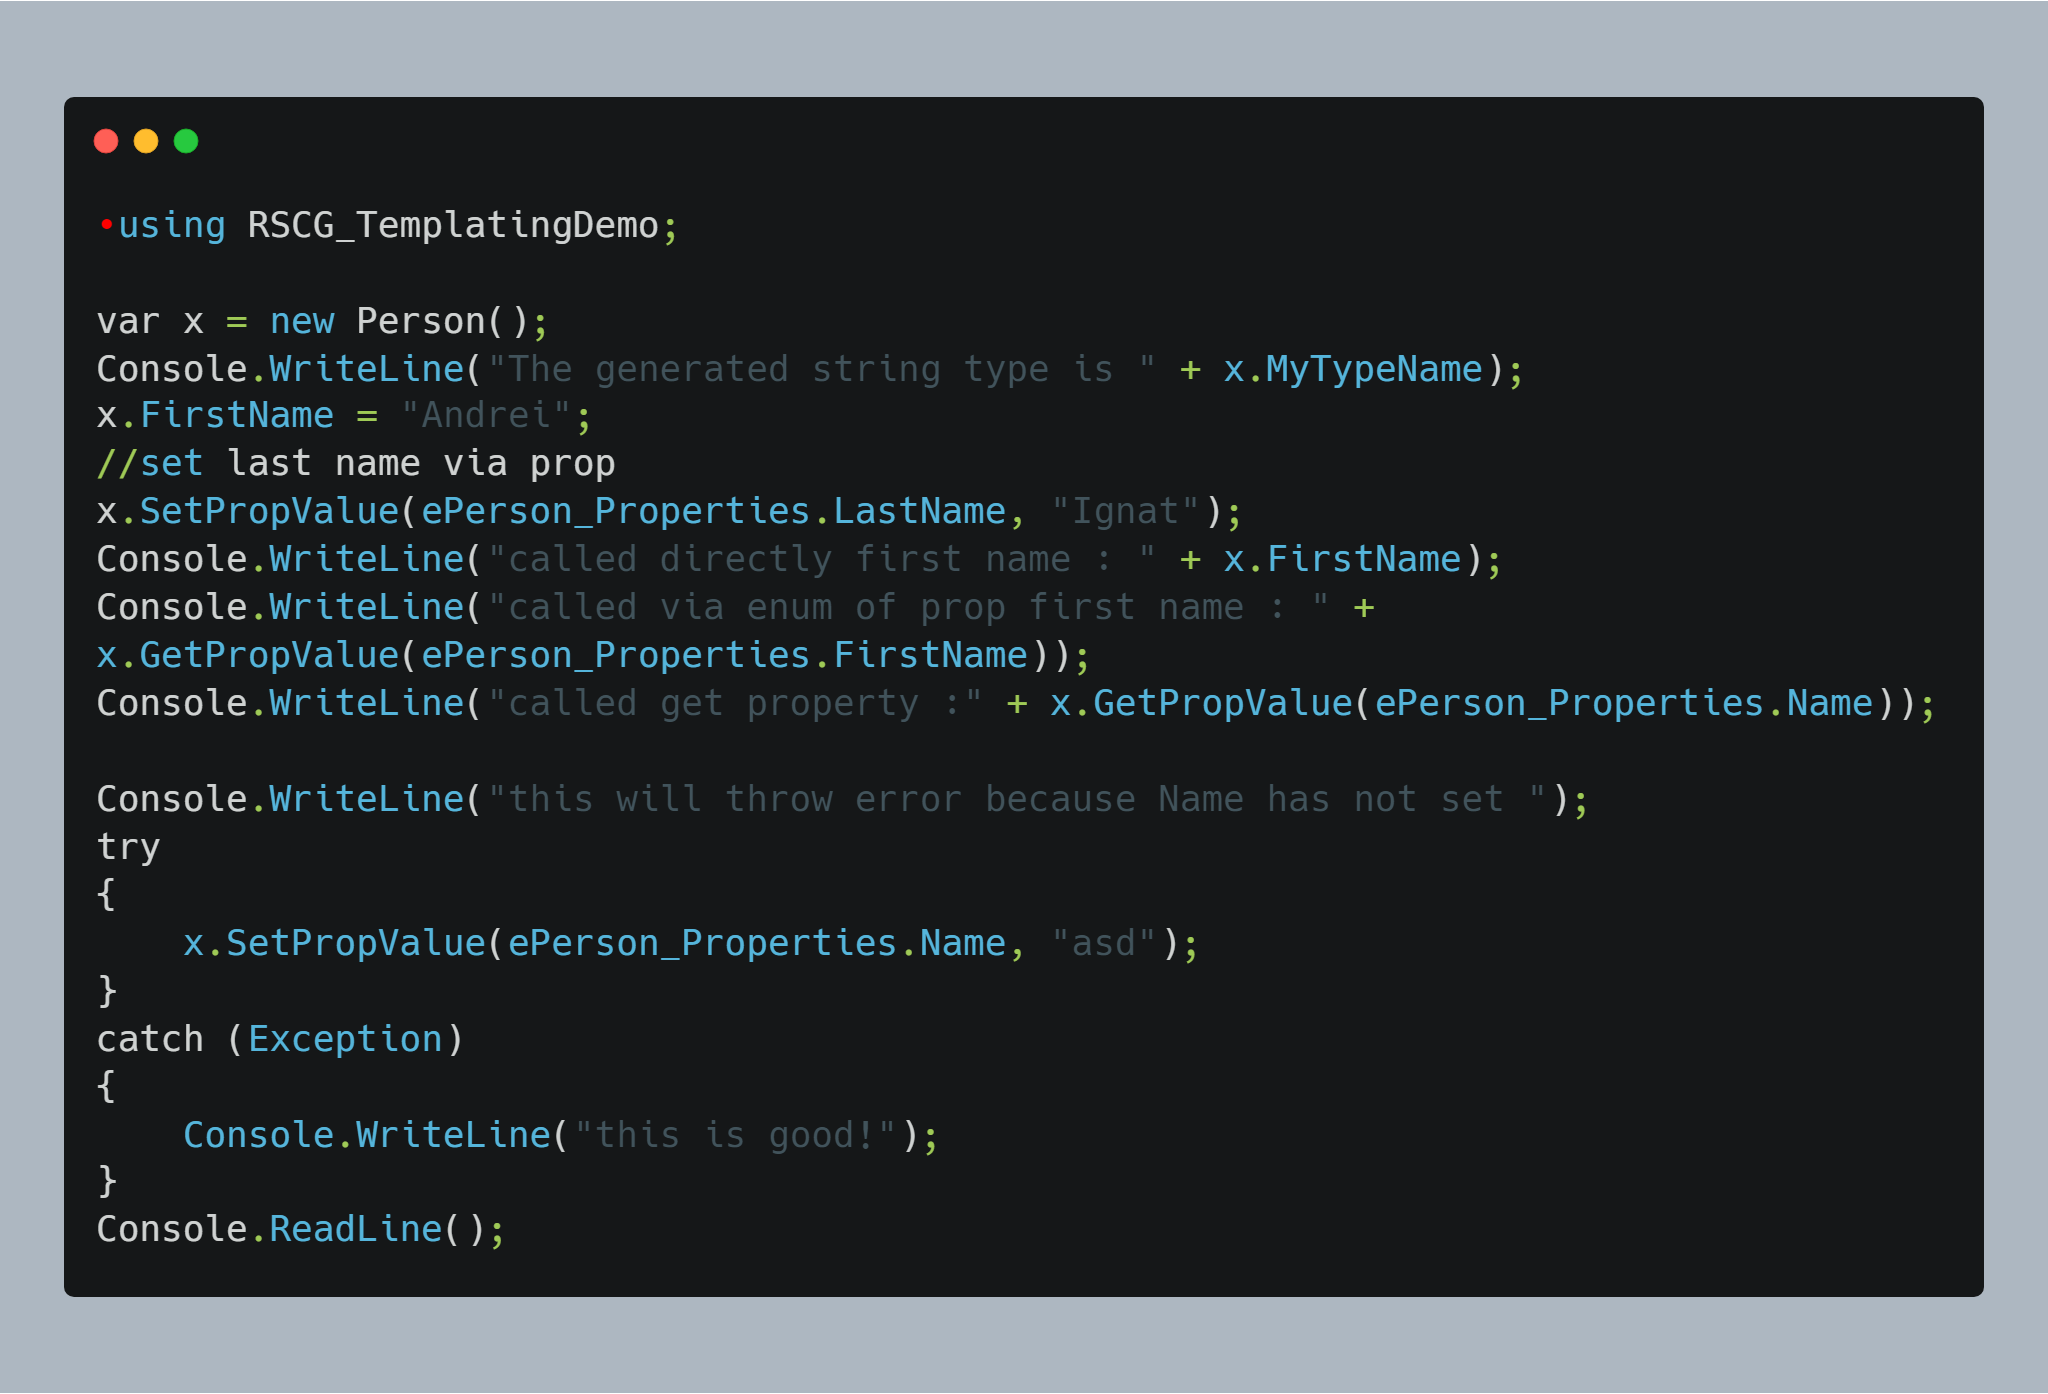 •using RSCG_TemplatingDemo;

var x = new Person();
Console.WriteLine("The generated string type is " + x.MyTypeName);
x.FirstName = "Andrei";
//set last name via prop
x.SetPropValue(ePerson_Properties.LastName, "Ignat");
Console.WriteLine("called directly first name : " + x.FirstName);
Console.WriteLine("called via enum of prop first name : " +
x.GetPropValue(ePerson_Properties.FirstName));
Console.WriteLine("called get property :" + x.GetPropValue(ePerson_Properties.Name));

Console.WriteLine("this will throw error because Name has not set ");
try
{
    x.SetPropValue(ePerson_Properties.Name, "asd");
}
catch (Exception)
{
    Console.WriteLine("this is good!");
}
Console.ReadLine();